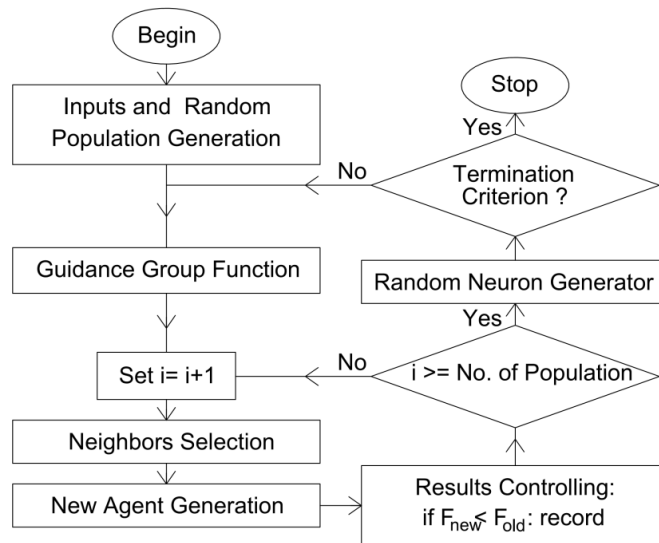 Begin
Inputs and Random
Population Generation
Guidance Group Function
Set i= i+1
Neighbors Selection
New Agent Generation
Results Controlling:
if Fnew< Fold: record
i >= No. of Population
No
Yes
Random Neuron Generator
Termination
Criterion ?
No
Yes
Stop